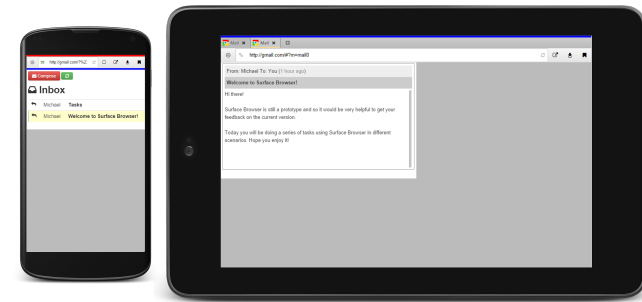 http://gmail.com/?%2
Compose
Inbox
Michael Tasks
Michael Welcome to Surface Browser!
Mail Mail
http://gmail.com/#?m=mail0
From: Michael To: You (1 hour ago)
Welcome to Surface Browser!
Hi there!
Surface Browser is still a prototype and so it would be very helpful to get your
feedback on the current version.
Today you will be doing a series of tasks using Surface Browser in different
scenarios. Hope you enjoy it!